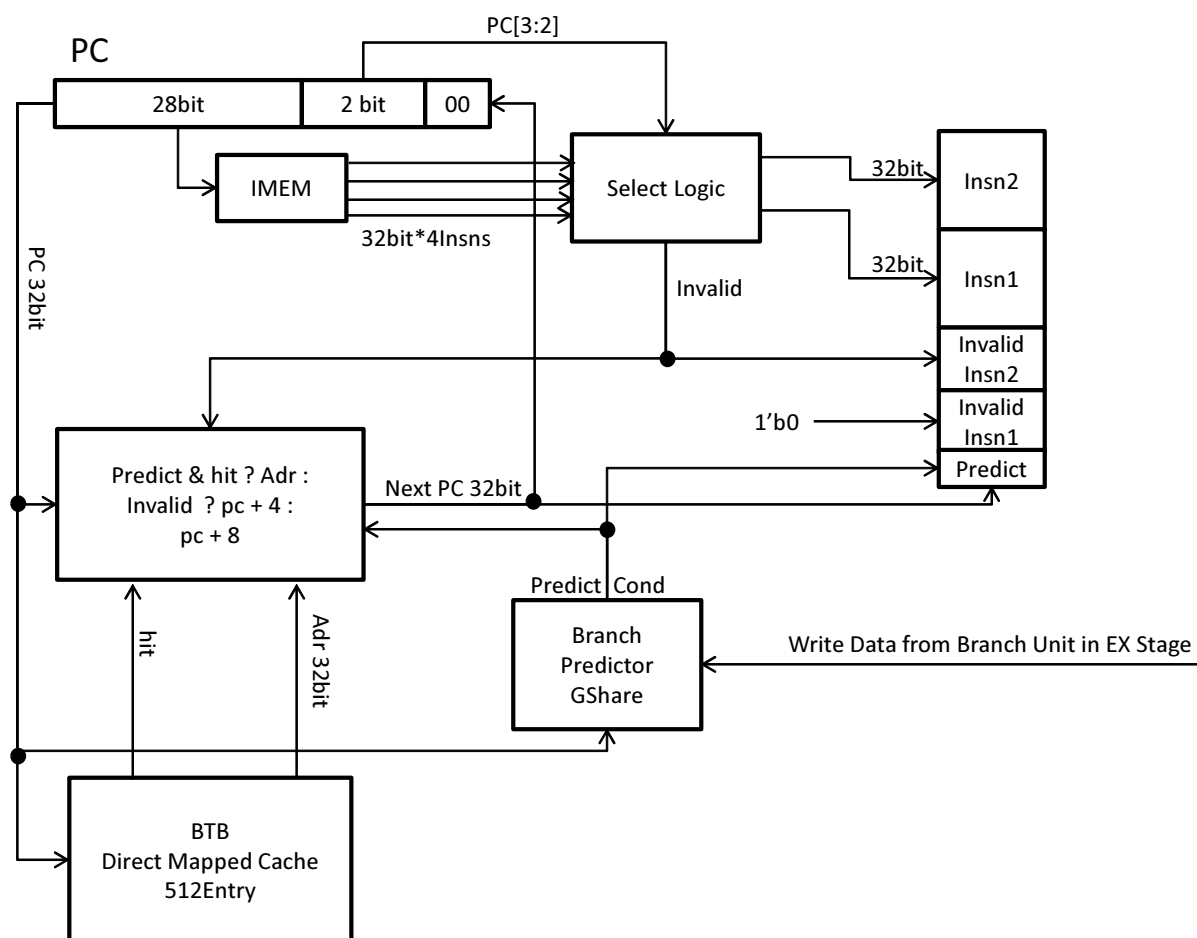 PC[3:2]
PC
28bit
2 bit
00
IMEM
Select Logic
32bit
Insn2
32bit*4Insns
PC 32bit
32bit
Insn1
Invalid
Invalid
Insn2
1'b0
Invalid
Insn1
Predict & hit ? Adr :
Invalid ? pc + 4 :
pc + 8
Next PC 32bit
Predict
Predict Cond
hit
Adr 32bit
Branch
Predictor
GShare
Write Data from Branch Unit in EX Stage
BTB
Direct Mapped Cache
512Entry